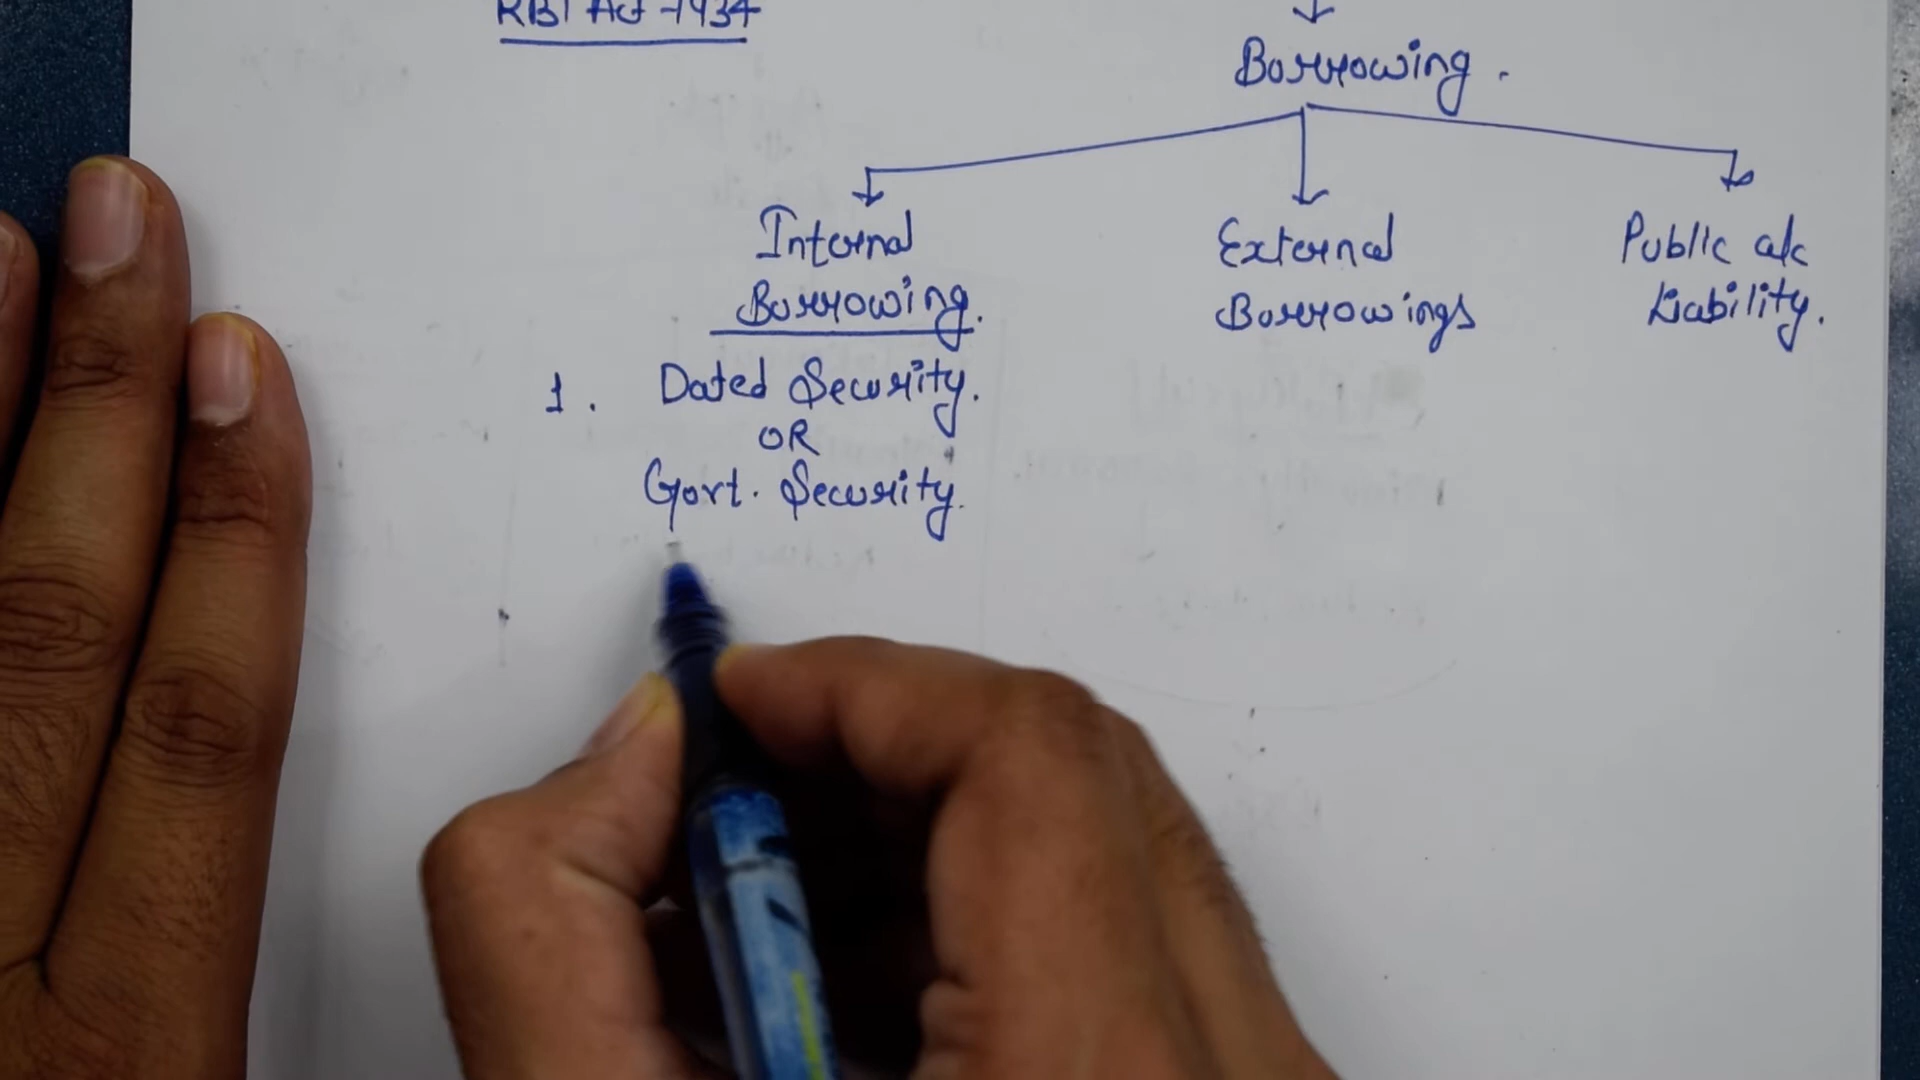 RBI Act - 1934
Borrowing.
Internal
Borrowing.
External
Borrowings
Public a/c
Liability.
1. Dated Security.
OR
Govt. Security.